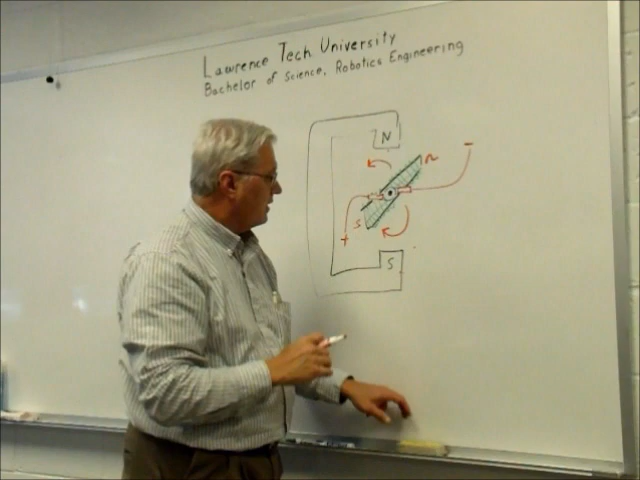 Lawrence Tech University
Bachelor of Science, Robotics Engineering
N
N
-
S
+
S